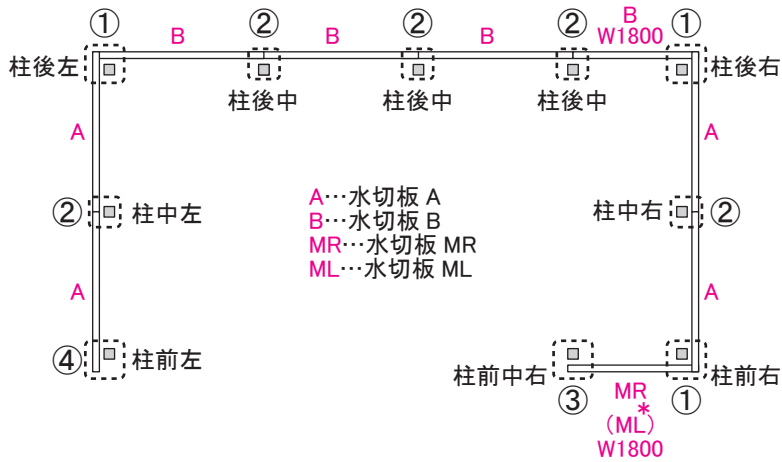 ① B ② B ② B ② B ①
W1800
柱後左 柱後中 柱後中 柱後中 柱後右
A A
A…水切板 A
② 柱中左 柱中右 ②
B…水切板 B
MR…水切板 MR
ML…水切板 ML
A A
④ 柱前左 柱前中右 柱前右
③ MR ①
*
(ML)
W1800